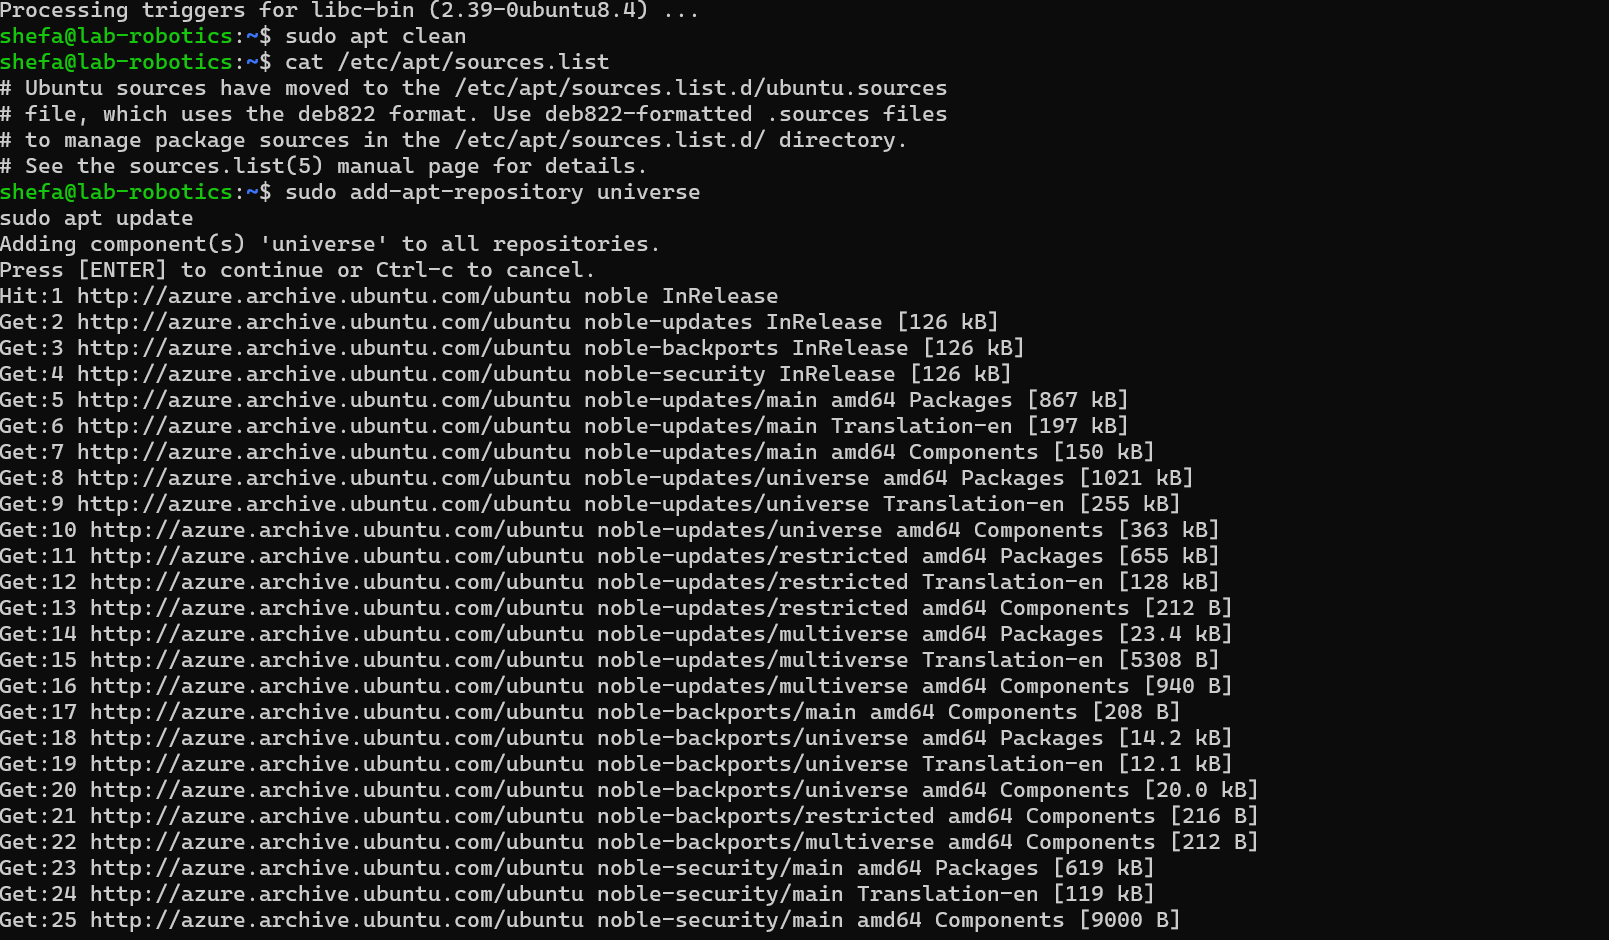 Processing triggers for libc-bin (2.39-0ubuntu8.4) ...
shefa@lab-robotics:~$ sudo apt clean
shefa@lab-robotics:~$ cat /etc/apt/sources.list
# Ubuntu sources have moved to the /etc/apt/sources.list.d/ubuntu.sources
# file, which uses the deb822 format. Use deb822-formatted .sources files
# to manage package sources in the /etc/apt/sources.list.d/ directory.
# See the sources.list(5) manual page for details.
shefa@lab-robotics:~$ sudo add-apt-repository universe
sudo apt update
Adding component(s) 'universe' to all repositories.
Press [ENTER] to continue or Ctrl-c to cancel.
Hit:1 http://azure.archive.ubuntu.com/ubuntu noble InRelease
Get:2 http://azure.archive.ubuntu.com/ubuntu noble-updates InRelease [126 kB]
Get:3 http://azure.archive.ubuntu.com/ubuntu noble-backports InRelease [126 kB]
Get:4 http://azure.archive.ubuntu.com/ubuntu noble-security InRelease [126 kB]
Get:5 http://azure.archive.ubuntu.com/ubuntu noble-updates/main amd64 Packages [867 kB]
Get:6 http://azure.archive.ubuntu.com/ubuntu noble-updates/main Translation-en [197 kB]
Get:7 http://azure.archive.ubuntu.com/ubuntu noble-updates/main amd64 Components [150 kB]
Get:8 http://azure.archive.ubuntu.com/ubuntu noble-updates/universe amd64 Packages [1021 kB]
Get:9 http://azure.archive.ubuntu.com/ubuntu noble-updates/universe Translation-en [255 kB]
Get:10 http://azure.archive.ubuntu.com/ubuntu noble-updates/universe amd64 Components [363 kB]
Get:11 http://azure.archive.ubuntu.com/ubuntu noble-updates/restricted amd64 Packages [655 kB]
Get:12 http://azure.archive.ubuntu.com/ubuntu noble-updates/restricted Translation-en [128 kB]
Get:13 http://azure.archive.ubuntu.com/ubuntu noble-updates/restricted amd64 Components [212 B]
Get:14 http://azure.archive.ubuntu.com/ubuntu noble-updates/multiverse amd64 Packages [23.4 kB]
Get:15 http://azure.archive.ubuntu.com/ubuntu noble-updates/multiverse Translation-en [5308 B]
Get:16 http://azure.archive.ubuntu.com/ubuntu noble-updates/multiverse amd64 Components [940 B]
Get:17 http://azure.archive.ubuntu.com/ubuntu noble-backports/main amd64 Components [208 B]
Get:18 http://azure.archive.ubuntu.com/ubuntu noble-backports/universe amd64 Packages [14.2 kB]
Get:19 http://azure.archive.ubuntu.com/ubuntu noble-backports/universe Translation-en [12.1 kB]
Get:20 http://azure.archive.ubuntu.com/ubuntu noble-backports/universe amd64 Components [20.0 kB]
Get:21 http://azure.archive.ubuntu.com/ubuntu noble-backports/restricted amd64 Components [216 B]
Get:22 http://azure.archive.ubuntu.com/ubuntu noble-backports/multiverse amd64 Components [212 B]
Get:23 http://azure.archive.ubuntu.com/ubuntu noble-security/main amd64 Packages [619 kB]
Get:24 http://azure.archive.ubuntu.com/ubuntu noble-security/main Translation-en [119 kB]
Get:25 http://azure.archive.ubuntu.com/ubuntu noble-security/main amd64 Components [9000 B]